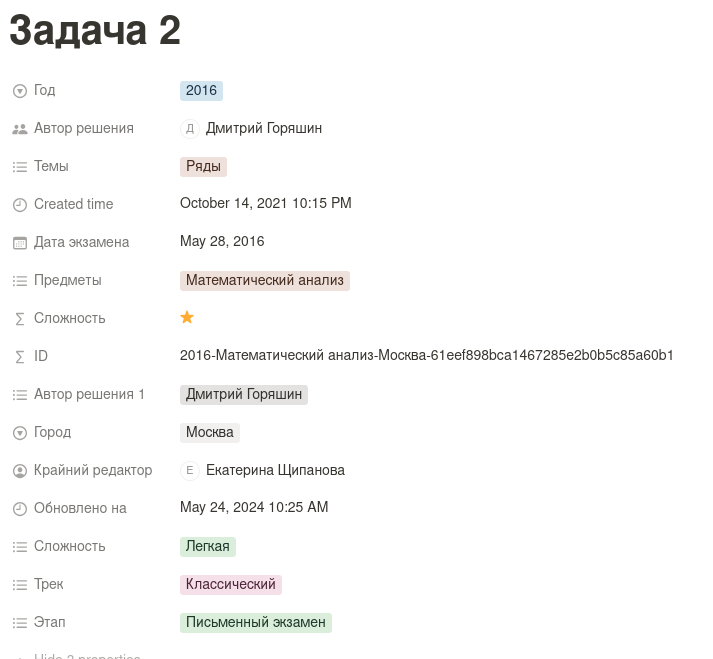 Задача 2
Год 2016
Автор решения Д Дмитрий Горяшин
Темы Ряды
Created time October 14, 2021 10:15 PM
Дата экзамена May 28, 2016
Предметы Математический анализ
Сложность
ID 2016-Математический анализ-Москва-61eef898bca1467285e2b0b5c85a60b1
Автор решения 1 Дмитрий Горяшин
Город Москва
Крайний редактор Е Екатерина Щипанова
Обновлено на May 24, 2024 10:25 AM
Сложность Легкая
Трек Классический
Этап Письменный экзамен
Hide 2 properties